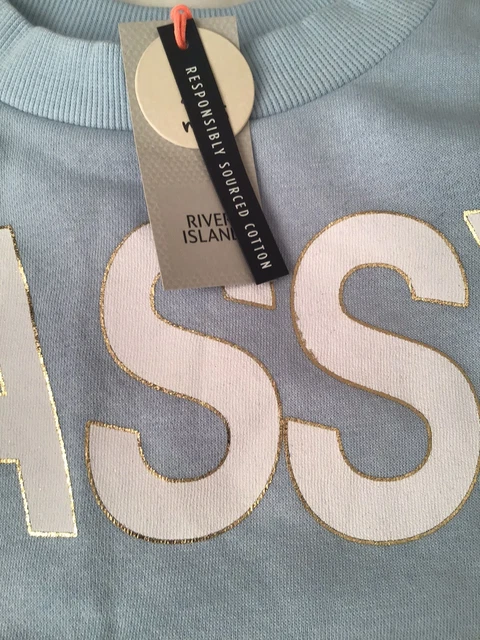 RESPONSIBLY SOURCED COTTON
RIVER
ISLAND
ASS